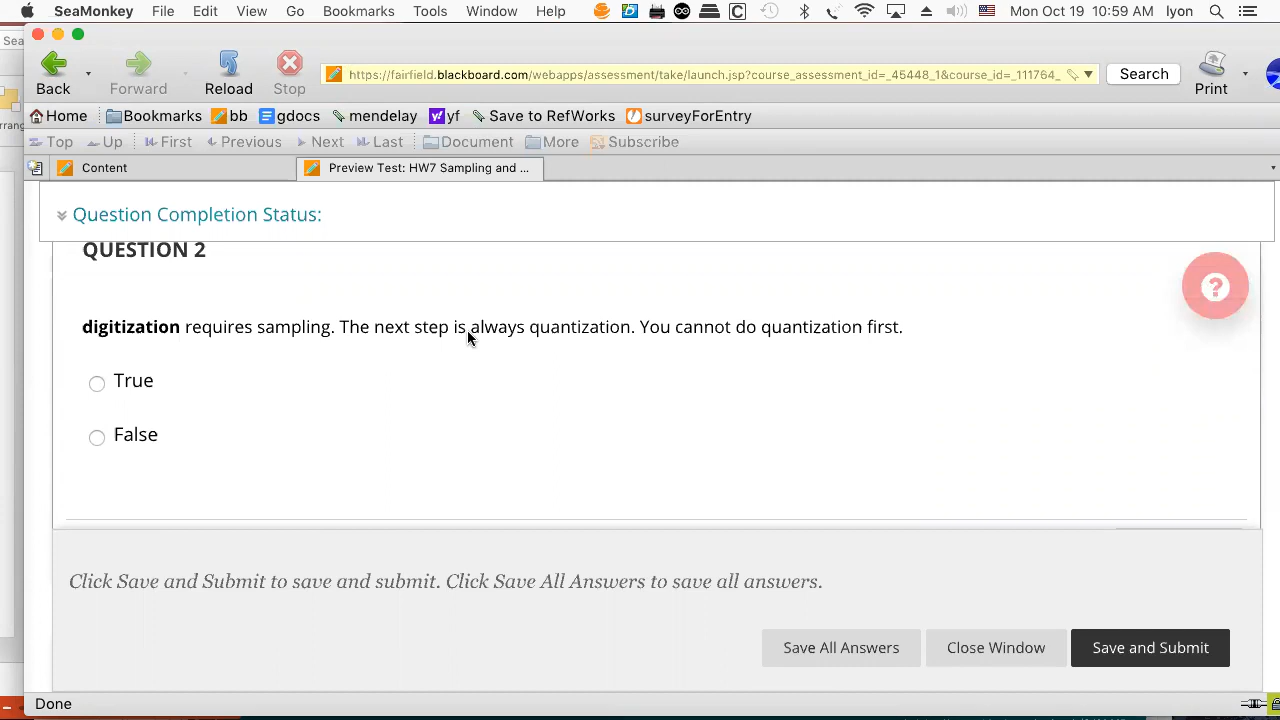 SeaMonkey File Edit View Go Bookmarks Tools Window Help Mon Oct 19 10:59 AM lyon
Sea
Back Forward Reload Stop https://fairfield.blackboard.com/webapps/assessment/take/launch.jsp?course_assessment_id=_45448_1&course_id=_111764_ Search Print
Home Bookmarks bb gdocs mendelay yf Save to RefWorks surveyForEntry
Top Up First Previous Next Last Document More Subscribe
Content Preview Test: HW7 Sampling and ...
Question Completion Status:
QUESTION 2
digitization requires sampling. The next step is always quantization. You cannot do quantization first.
True
False
Click Save and Submit to save and submit. Click Save All Answers to save all answers.
Save All Answers Close Window Save and Submit
Done